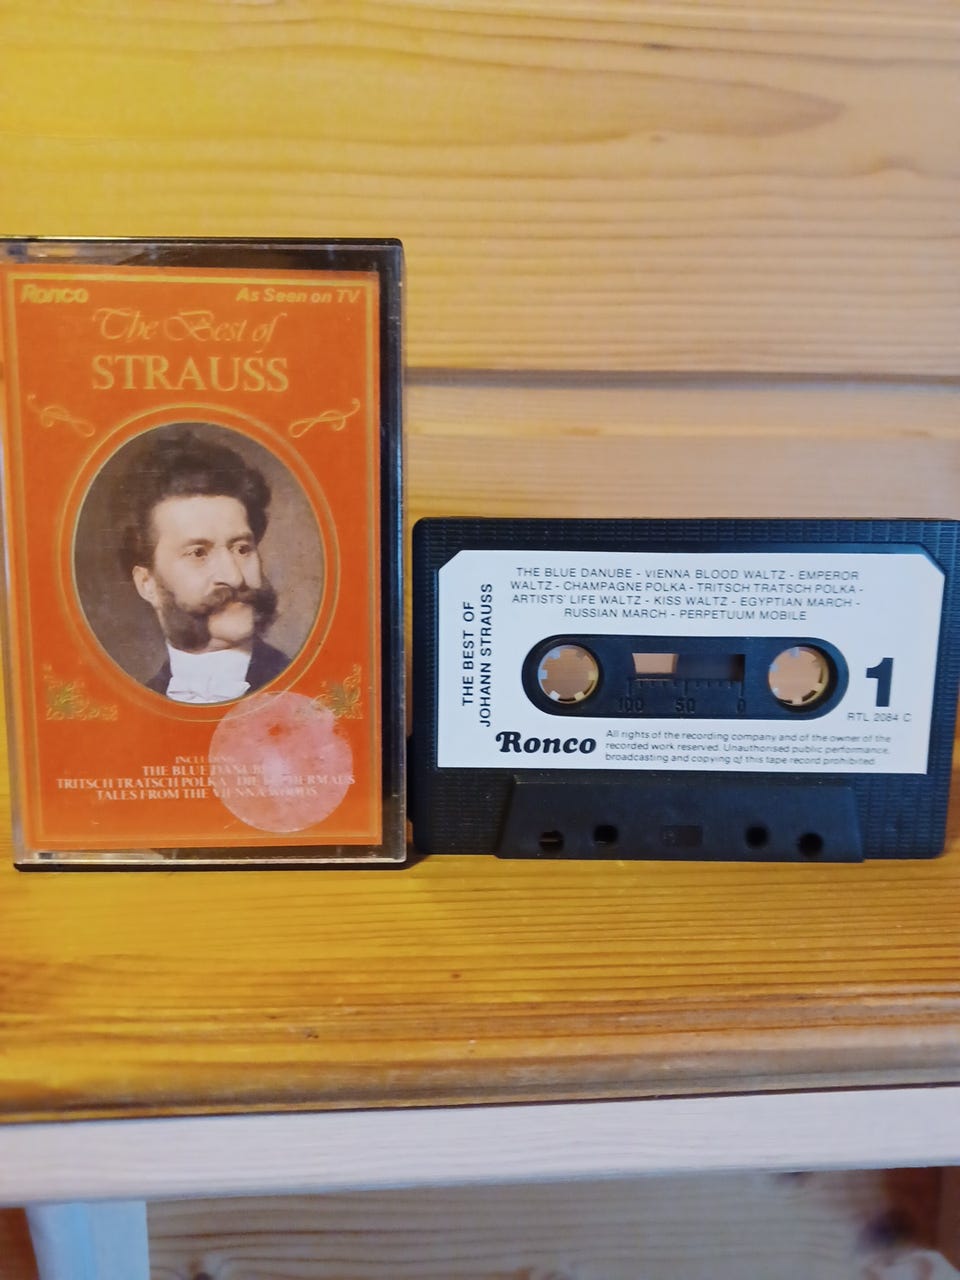 Ronco
As Seen on TV
The Best of
STRAUSS
THE BLUE DANUBE
TRITSCH TRATSCH POLKA
TALES FROM THE VIENNA WOODS
THE BEST OF
JOHANN STRAUSS
THE BLUE DANUBE - VIENNA BLOOD WALTZ - EMPEROR
WALTZ - CHAMPAGNE POLKA - TRITSCH TRATSCH POLKA -
ARTISTS' LIFE WALTZ - KISS WALTZ - EGYPTIAN MARCH -
RUSSIAN MARCH - PERPETUUM MOBILE
100 50 0
1
RTL 2084 C
Ronco
All rights of the recording company and of the owner of the
recorded work reserved. Unauthorised public performance,
broadcasting and copying of this tape record prohibited